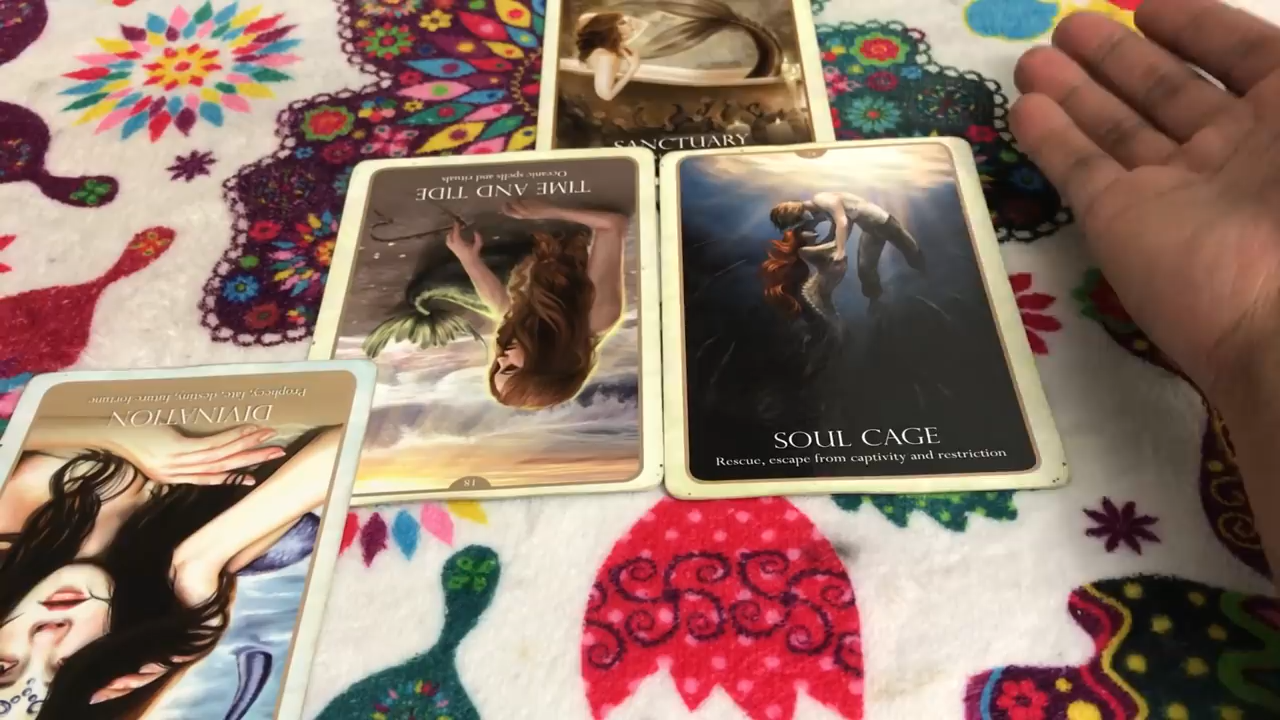 SANCTUARY
TIME AND TIDE
Oceanic spells and rituals
18
SOUL CAGE
Rescue, escape from captivity and restriction
DIVINATION
Prophecy, fate, destiny, future fortune